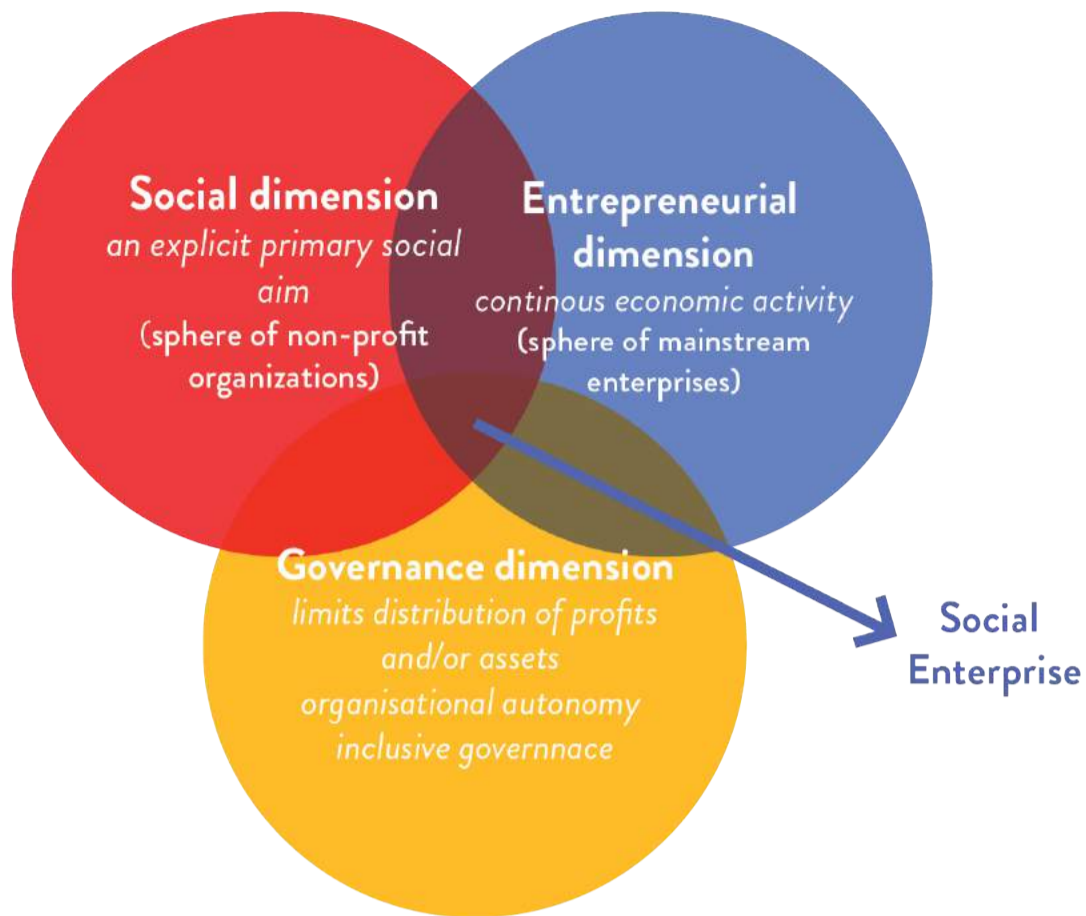 Social dimension
an explicit primary social
aim
(sphere of non-profit
organizations)
Entrepreneurial
dimension
continous economic activity
(sphere of mainstream
enterprises)
Governance dimension
limits distribution of profits
and/or assets
organisational autonomy
inclusive governnace
Social
Enterprise